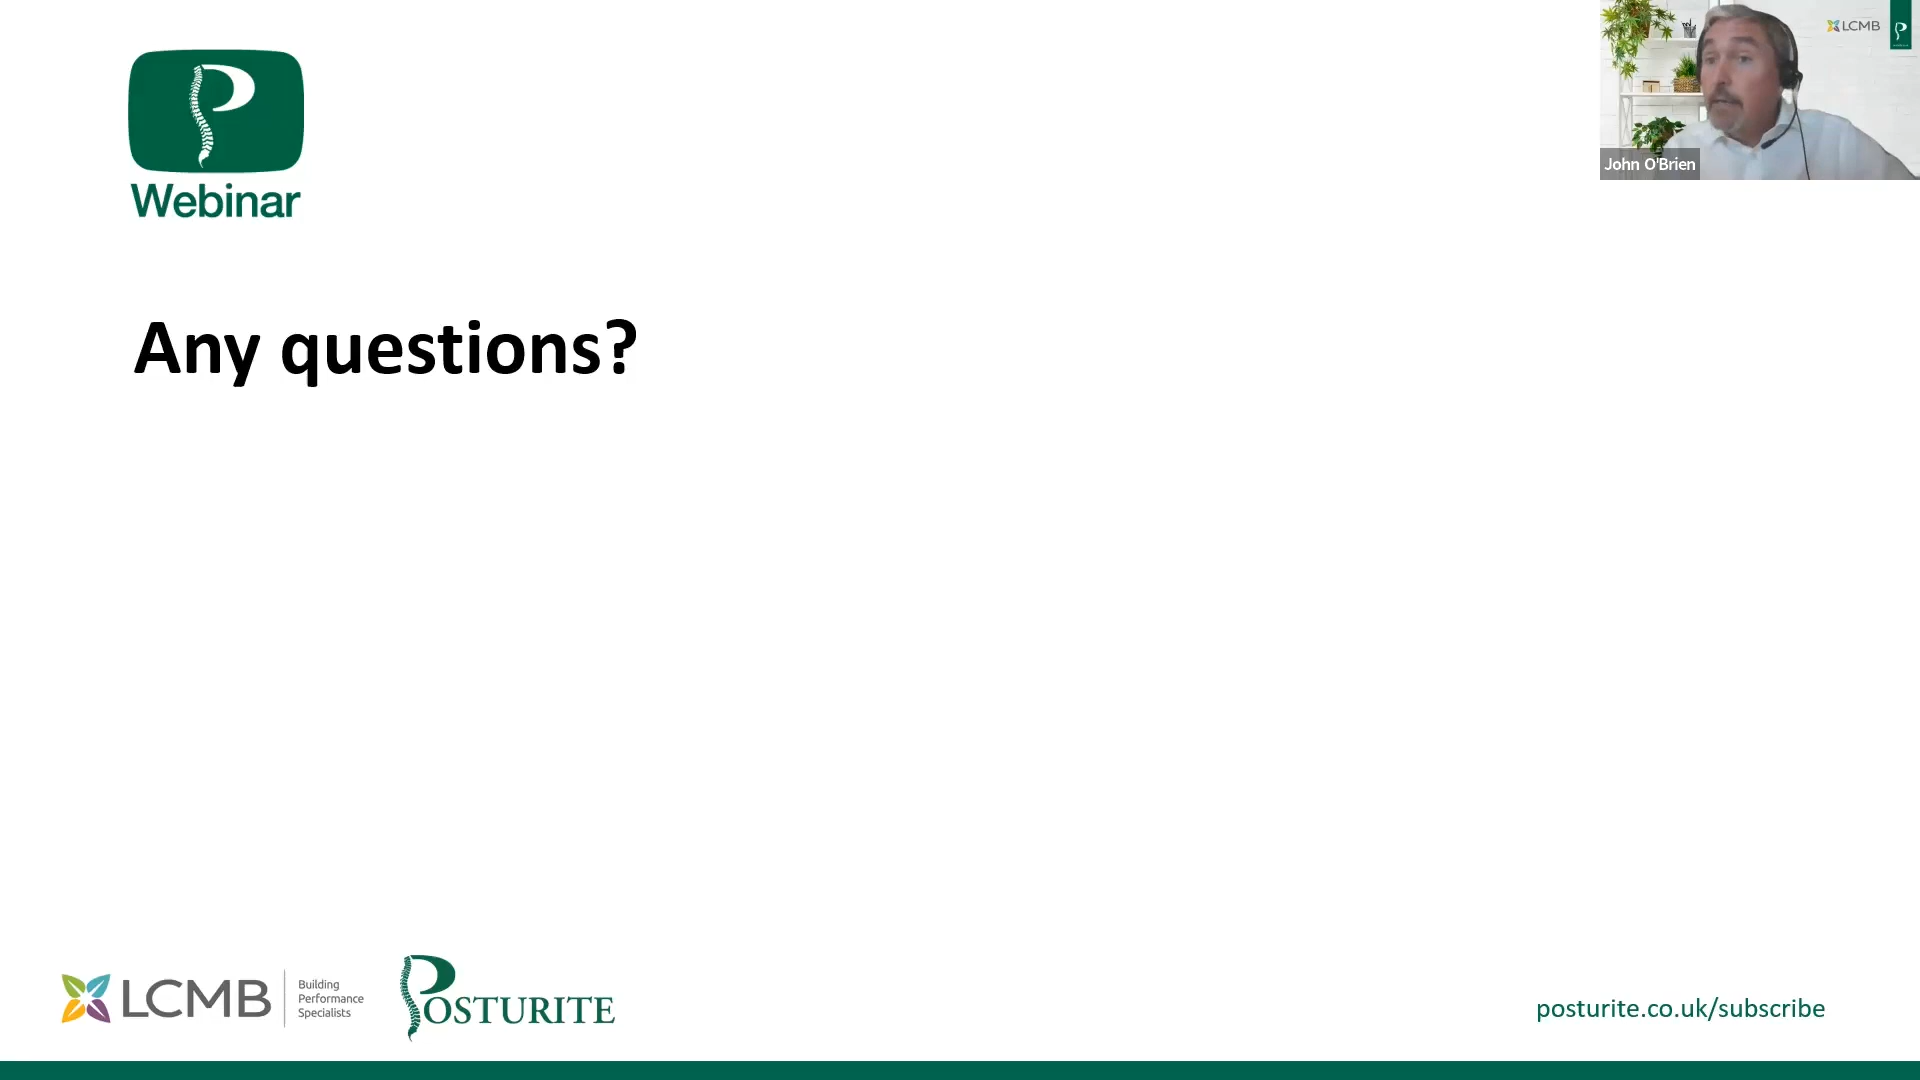 Webinar
LCMB
John O'Brien
Any questions?
LCMB
Building
Performance
Specialists
POSTURITE
posturite.co.uk/subscribe